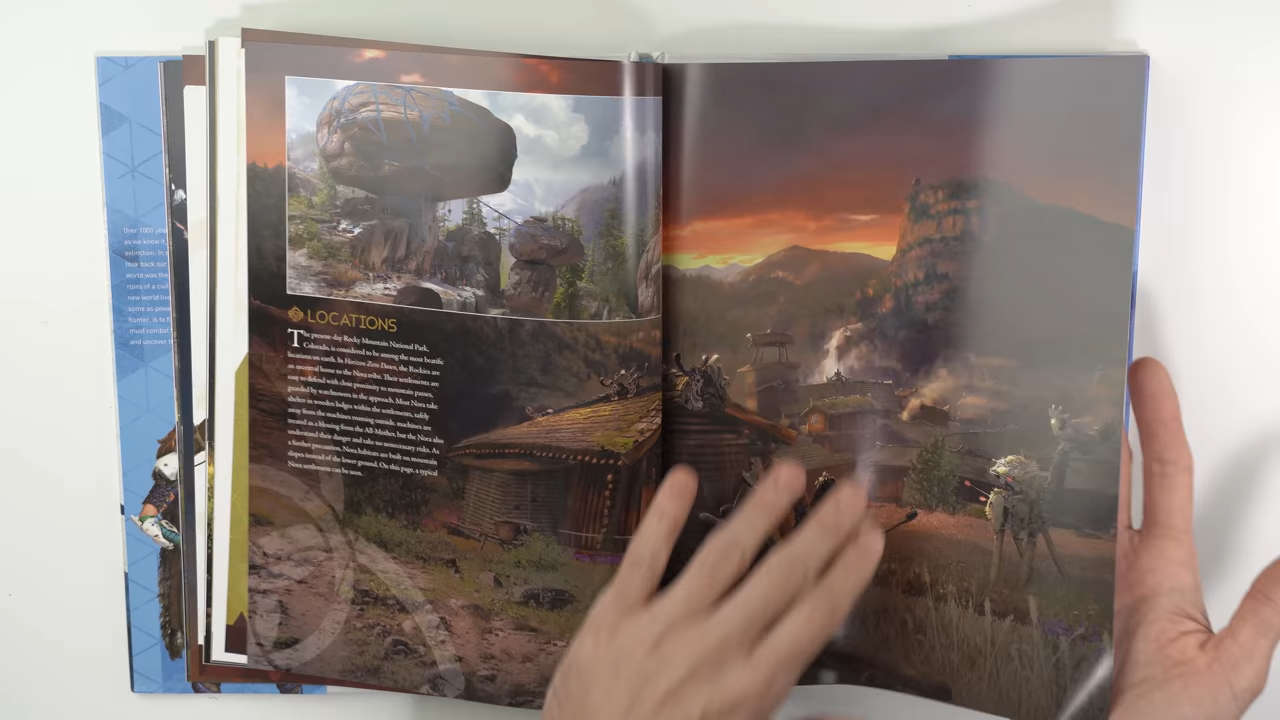 Over 1000 yea
as we know it,
extinction. In
look back our
world was the
ruins of a civil
new world live
some as power
hunter, is to f
must combat
and uncover t
LOCATIONS
The present-day Rocky Mountain National Park,
Colorado, is considered to be among the most beatific
locations on earth. In Horizon Zero Dawn, the Rockies are
an ancestral home to the Nora tribe. Their settlements are
easy to defend with close proximity to mountain passes,
guarded by watchtowers in the approach. Most Nora take
shelter in wooden lodges within the settlements, safely
away from the machines roaming outside. machines are
treated as a blessing from the All-Mother, but the Nora also
understand their danger and take no unnecessary risks. As
a further precaution, Nora habitats are built on mountain
slopes instead of the lower ground. On this page, a typical
Nora settlement can be seen.